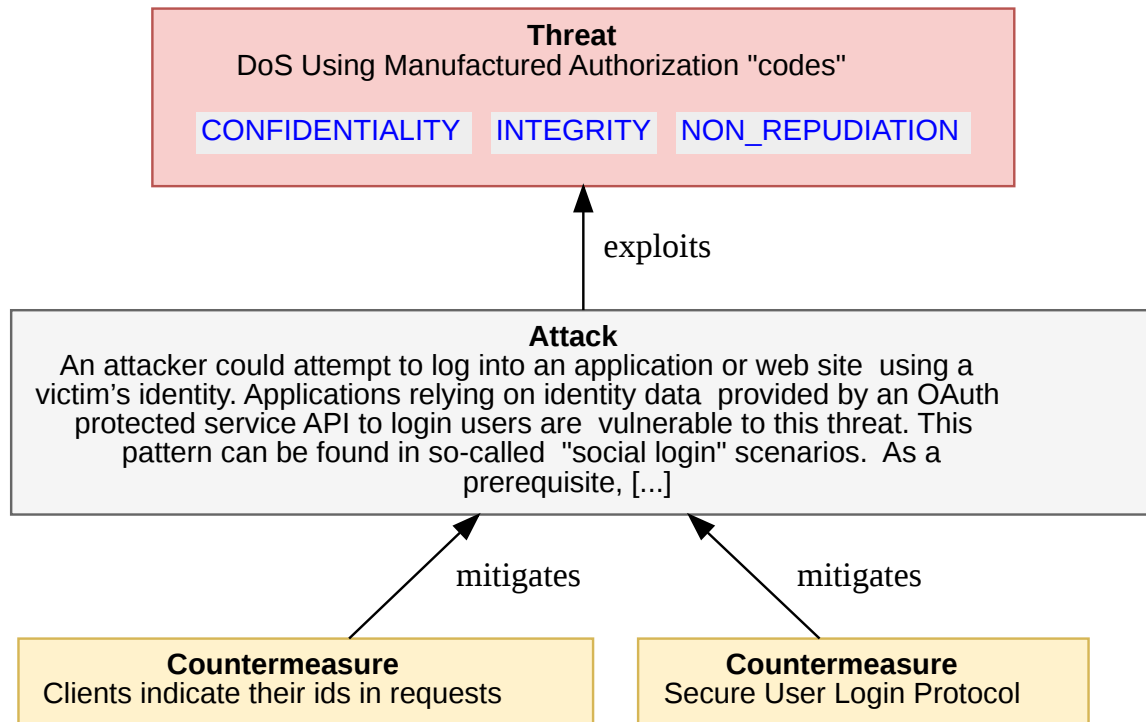 Threat
DoS Using Manufactured Authorization "codes"
CONFIDENTIALITY INTEGRITY NON_REPUDIATION
exploits
Attack
An attacker could attempt to log into an application or web site  using a
victim’s identity. Applications relying on identity data  provided by an OAuth
protected service API to login users are  vulnerable to this threat. This
pattern can be found in so-called  "social login" scenarios.  As a
prerequisite, [...]
mitigates
mitigates
Countermeasure
Clients indicate their ids in requests
Countermeasure
Secure User Login Protocol